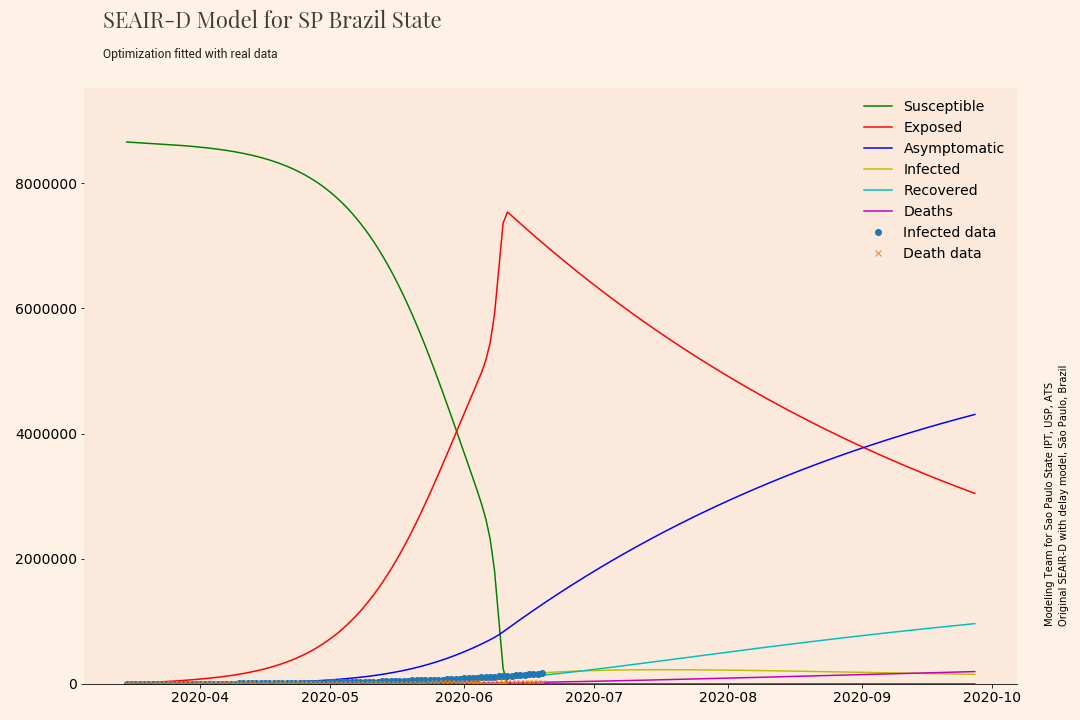 SEAIR-D Model for SP Brazil State
Optimization fitted with real data
Susceptible
Exposed
Asymptomatic
Infected
Recovered
Deaths
Infected data
Death data
8000000
6000000
4000000
2000000
0
2020-04
2020-05
2020-06
2020-07
2020-08
2020-09
2020-10
Modeling Team for Sao Paulo State IPT, USP, ATS
Original SEAIR-D with delay model, São Paulo, Brazil